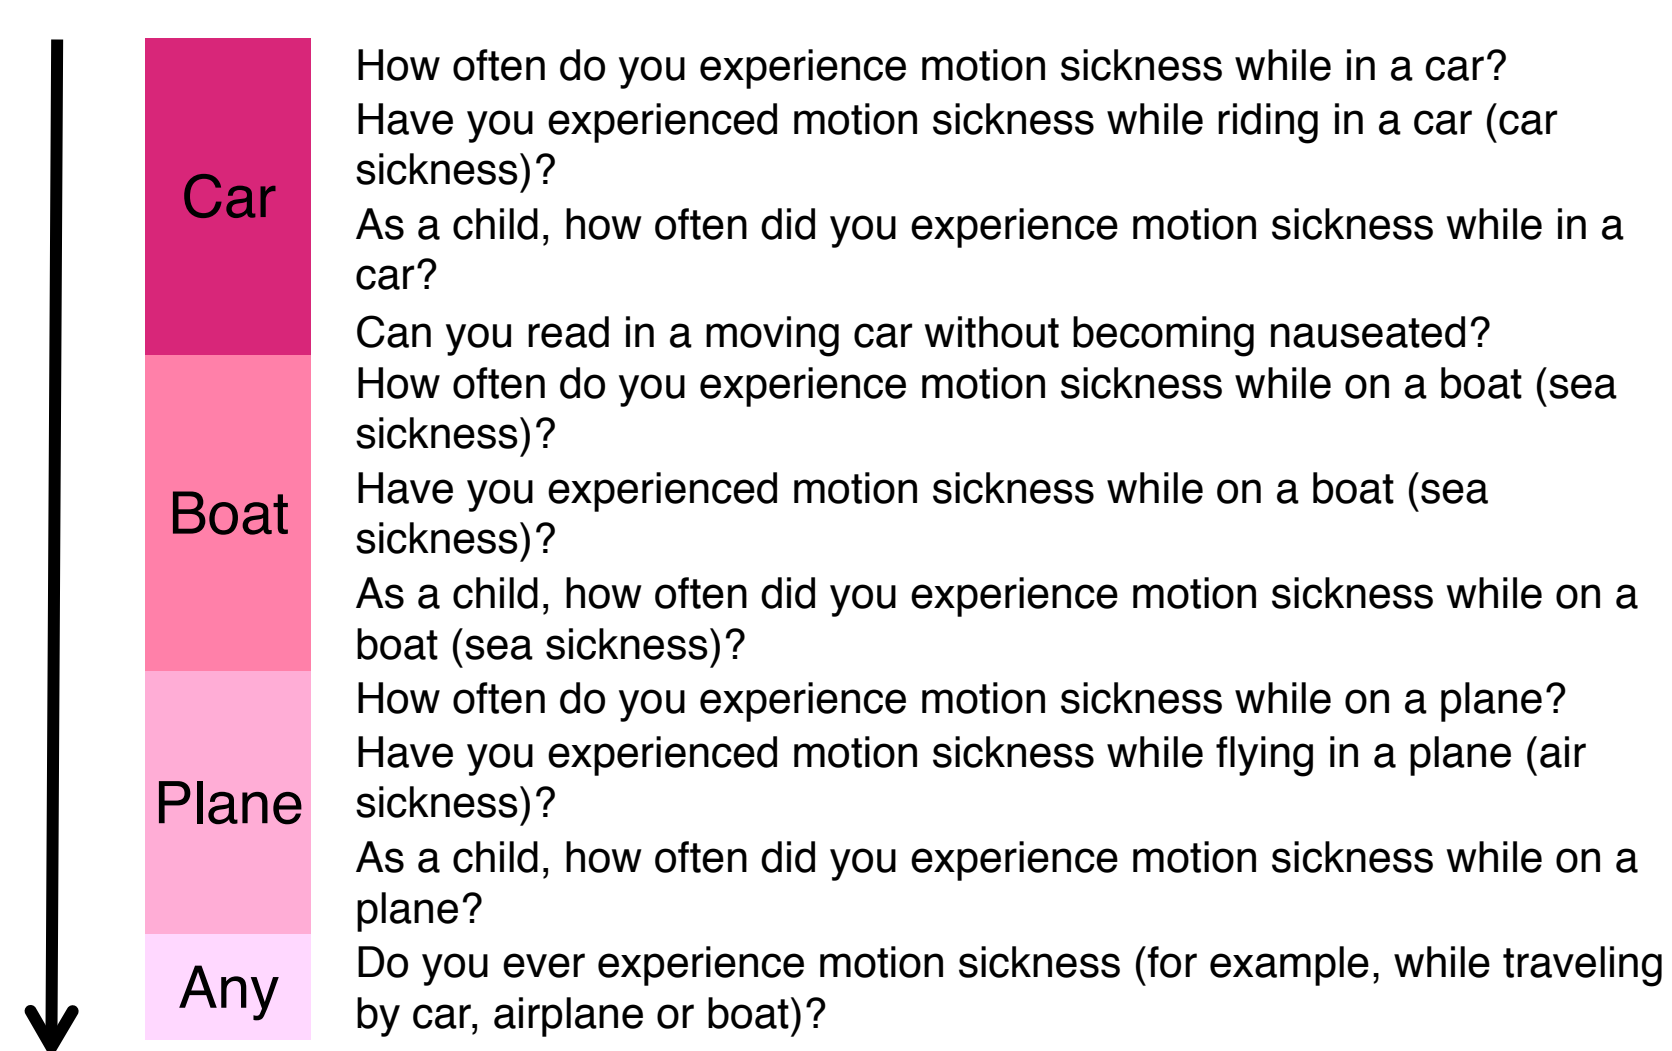 Car
How often do you experience motion sickness while in a car?
Have you experienced motion sickness while riding in a car (car
sickness)?
As a child, how often did you experience motion sickness while in a
car?
Can you read in a moving car without becoming nauseated?
Boat
How often do you experience motion sickness while on a boat (sea
sickness)?
Have you experienced motion sickness while on a boat (sea
sickness)?
As a child, how often did you experience motion sickness while on a
boat (sea sickness)?
Plane
How often do you experience motion sickness while on a plane?
Have you experienced motion sickness while flying in a plane (air
sickness)?
As a child, how often did you experience motion sickness while on a
plane?
Any
Do you ever experience motion sickness (for example, while traveling
by car, airplane or boat)?